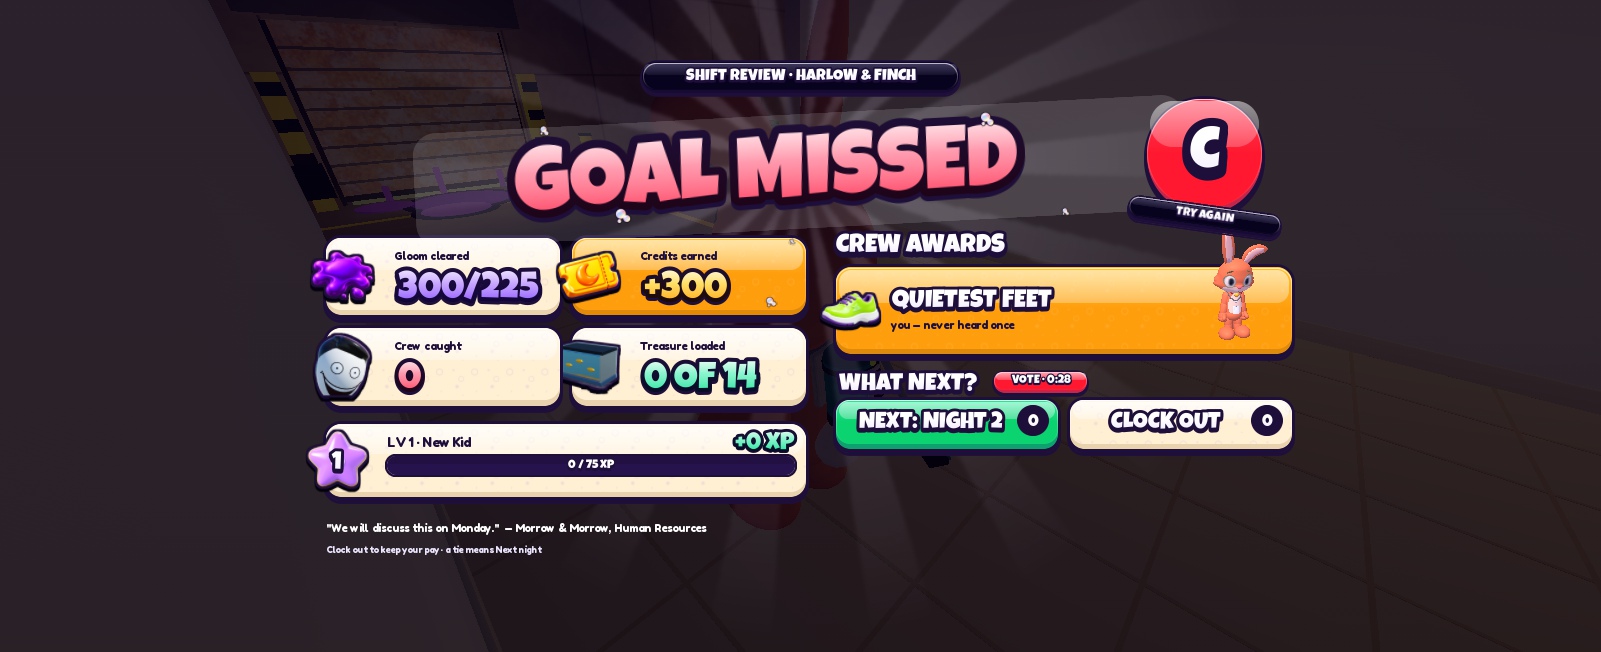 SHIFT REVIEW · HARLOW & FINCH
GOAL MISSED
C
TRY AGAIN
Gloom cleared
300/225
Credits earned
+300
Crew caught
0
Treasure loaded
0 OF 14
1
LV 1 · New Kid
+0 XP
0 / 75 XP
"We will discuss this on Monday." – Morrow & Morrow, Human Resources
Clock out to keep your pay · a tie means Next night
CREW AWARDS
QUIETEST FEET
you – never heard once
WHAT NEXT?
VOTE · 0:28
NEXT: NIGHT 2
0
CLOCK OUT
0